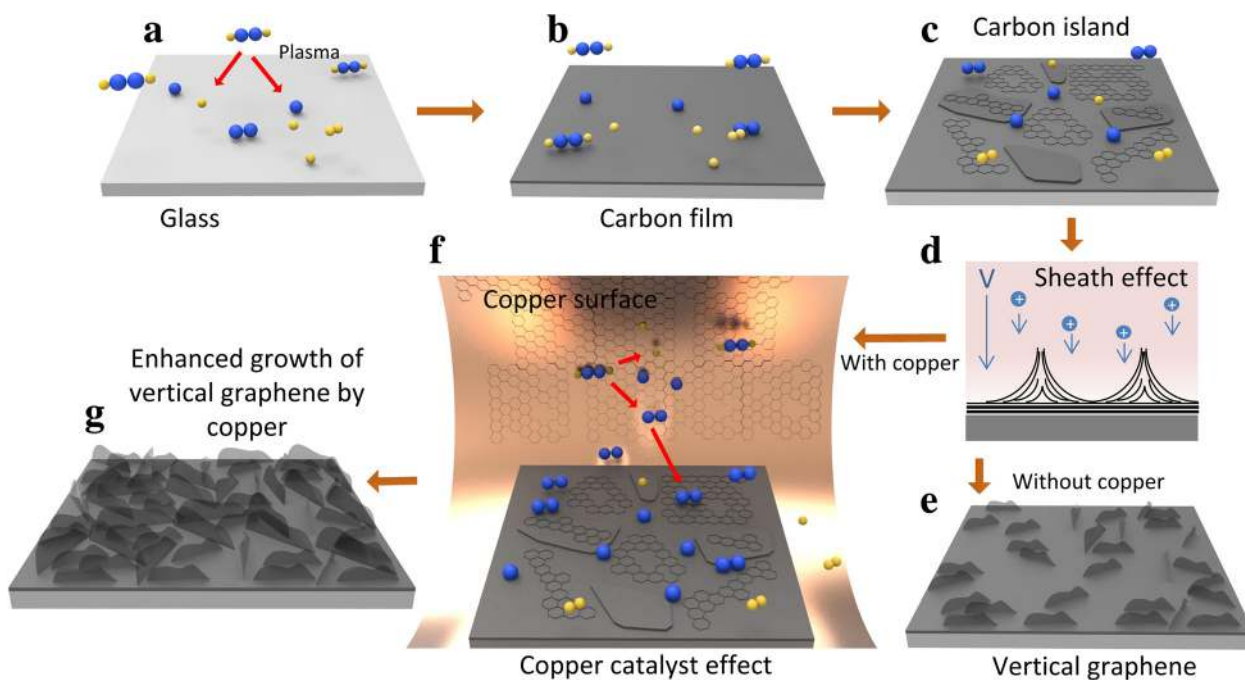 a
Plasma
Glass
b
Carbon film
c
Carbon island
d
V
Sheath effect
+
+
+
+
With copper
Without copper
e
Vertical graphene
f
Copper surface
Copper catalyst effect
Enhanced growth of
vertical graphene by
copper
g